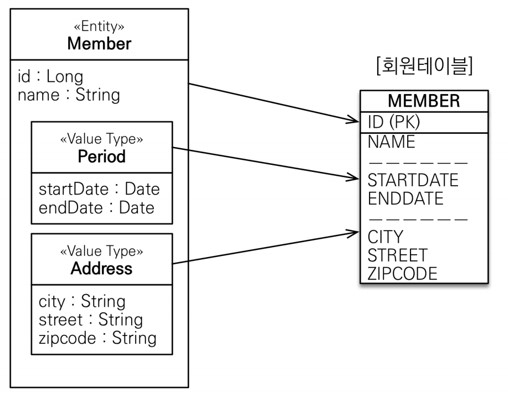 «Entity»
Member
id : Long
name : String
«Value Type»
Period
startDate : Date
endDate : Date
«Value Type»
Address
city : String
street : String
zipcode : String
[회원테이블]
MEMBER
ID (PK)
NAME
STARTDATE
ENDDATE
CITY
STREET
ZIPCODE